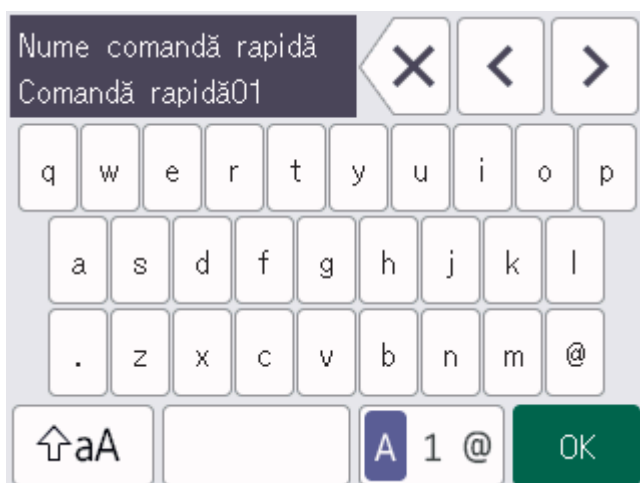 Nume comandă rapidă
Comandă rapidă01
q w e r t y u i o p
a s d f g h j k l
. z x c v b n m @
aA A 1 @ OK